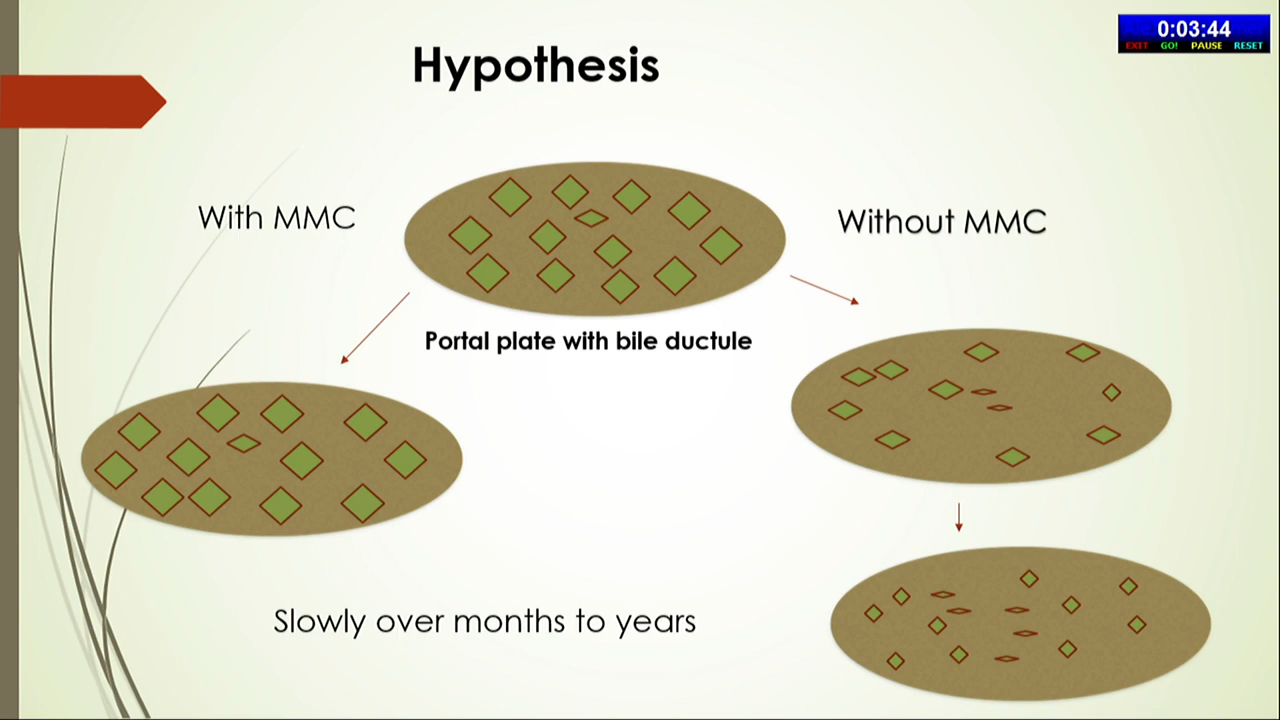 0:03:44
EXIT GO! PAUSE RESET
Hypothesis
With MMC
Without MMC
Portal plate with bile ductule
Slowly over months to years